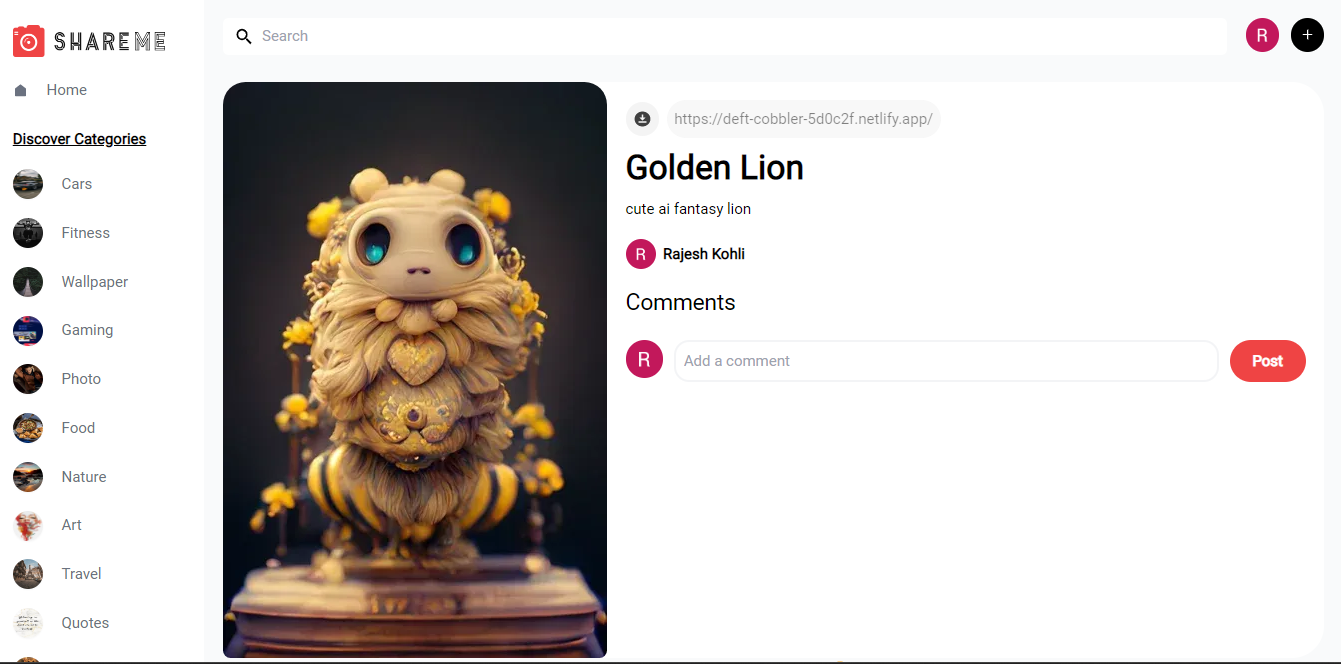 SHAREME
Search
R
+
Home
Discover Categories
Cars
Fitness
Wallpaper
Gaming
Photo
Food
Nature
Art
Travel
Quotes
https://deft-cobbler-5d0c2f.netlify.app/
Golden Lion
cute ai fantasy lion
R Rajesh Kohli
Comments
R Add a comment Post